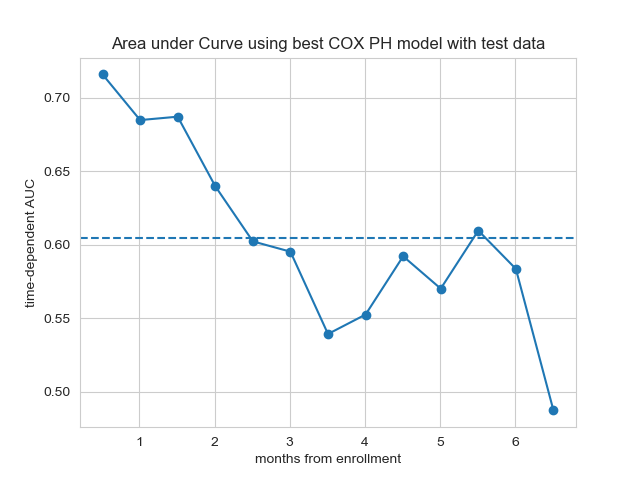 Area under Curve using best COX PH model with test data
time-dependent AUC
0.70
0.65
0.60
0.55
0.50
1 2 3 4 5 6
months from enrollment